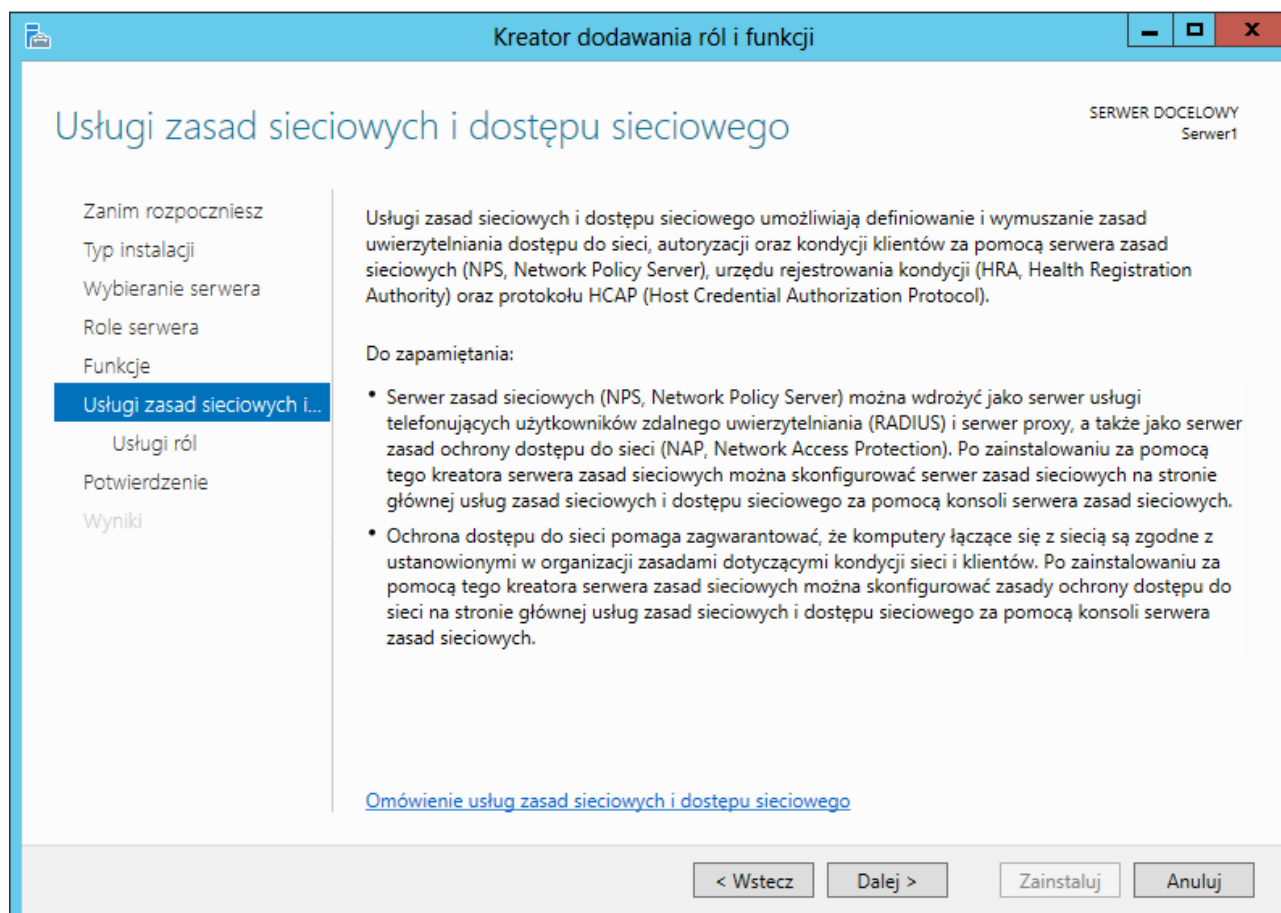 Kreator dodawania ról i funkcji
Usługi zasad sieciowych i dostępu sieciowego
SERWER DOCELOWY
Serwer1
Zanim rozpoczniesz
Typ instalacji
Wybieranie serwera
Role serwera
Funkcje
Usługi zasad sieciowych i...
Usługi ról
Potwierdzenie
Wyniki
Usługi zasad sieciowych i dostępu sieciowego umożliwiają definiowanie i wymuszanie zasad
uwierzytelniania dostępu do sieci, autoryzacji oraz kondycji klientów za pomocą serwera zasad
sieciowych (NPS, Network Policy Server), urzędu rejestrowania kondycji (HRA, Health Registration
Authority) oraz protokołu HCAP (Host Credential Authorization Protocol).
Do zapamiętania:
• Serwer zasad sieciowych (NPS, Network Policy Server) można wdrożyć jako serwer usługi
telefonujących użytkowników zdalnego uwierzytelniania (RADIUS) i serwer proxy, a także jako serwer
zasad ochrony dostępu do sieci (NAP, Network Access Protection). Po zainstalowaniu za pomocą
tego kreatora serwera zasad sieciowych można skonfigurować serwer zasad sieciowych na stronie
głównej usług zasad sieciowych i dostępu sieciowego za pomocą konsoli serwera zasad sieciowych.
• Ochrona dostępu do sieci pomaga zagwarantować, że komputery łączące się z siecią są zgodne z
ustanowionymi w organizacji zasadami dotyczącymi kondycji sieci i klientów. Po zainstalowaniu za
pomocą tego kreatora serwera zasad sieciowych można skonfigurować zasady ochrony dostępu do
sieci na stronie głównej usług zasad sieciowych i dostępu sieciowego za pomocą konsoli serwera
zasad sieciowych.
Omówienie usług zasad sieciowych i dostępu sieciowego
< Wstecz
Dalej >
Zainstaluj
Anuluj